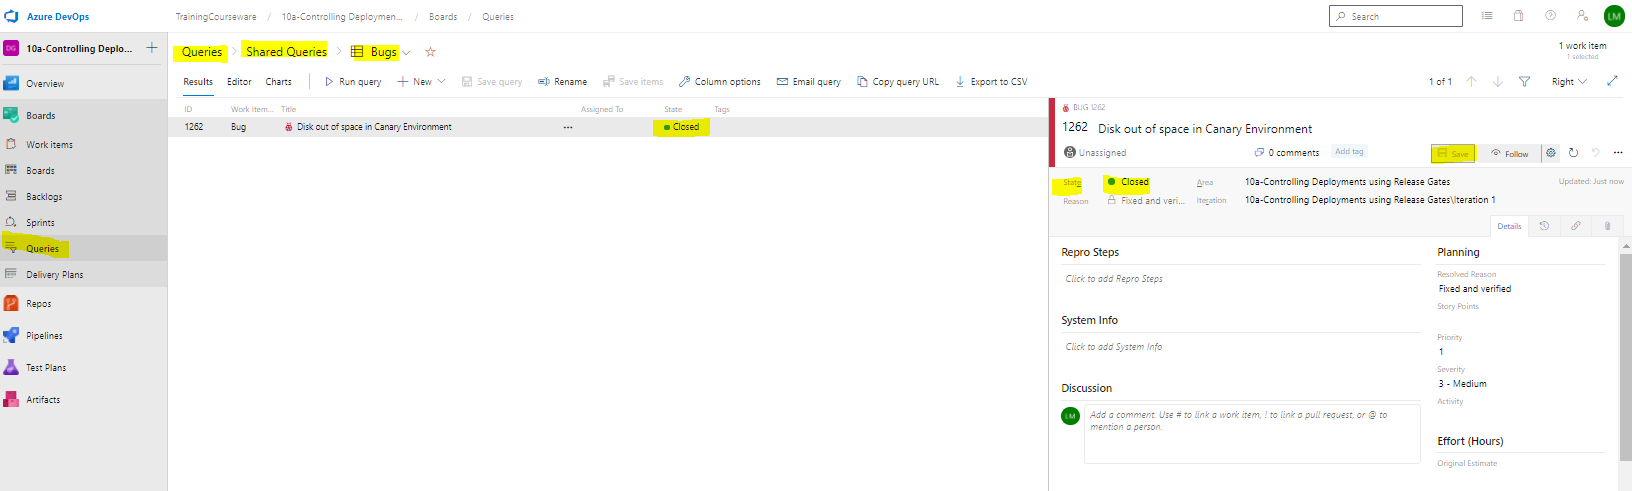 Azure DevOps
TrainingCourseware / 10a-Controlling Deploymen... / Boards / Queries
Search
LM
DG 10a-Controlling Deplo...
Overview
Boards
Work items
Boards
Backlogs
Sprints
Queries
Delivery Plans
Repos
Pipelines
Test Plans
Artifacts
Queries > Shared Queries > Bugs
1 work item
1 selected
Results Editor Charts Run query New Save query Rename Save items Column options Email query Copy query URL Export to CSV
1 of 1 Right
ID Work Item... Title Assigned To State Tags
1262 Bug Disk out of space in Canary Environment ... Closed
BUG 1262
1262 Disk out of space in Canary Environment
Unassigned 0 comments Add tag Save Follow ...
State Closed Area 10a-Controlling Deployments using Release Gates Updated: Just now
Reason Fixed and veri... Iteration 10a-Controlling Deployments using Release Gates\Iteration 1
Details
Repro Steps
Click to add Repro Steps
System Info
Click to add System Info
Discussion
LM
Add a comment. Use # to link a work item, ! to link a pull request, or @ to
mention a person.
Planning
Resolved Reason
Fixed and verified
Story Points
Priority
1
Severity
3 - Medium
Activity
Effort (Hours)
Original Estimate